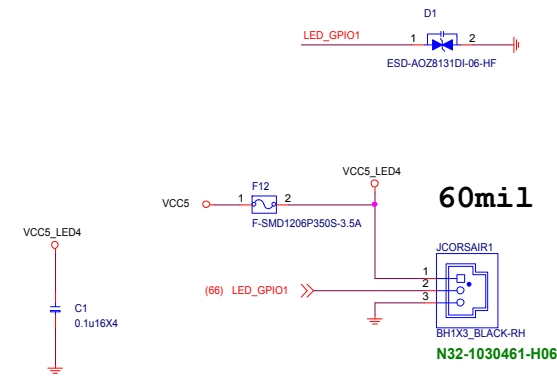 D1
LED_GPIO1
1
2
ESD-AOZ8131DI-06-HF
VCC5_LED4
F12
60mil
VCC5
1
2
F-SMD1206P350S-3.5A
VCC5_LED4
JCORSAIR1
1
(66) LED_GPIO1
2
3
C1
0.1u16X4
BH1X3_BLACK-RH
N32-1030461-H06